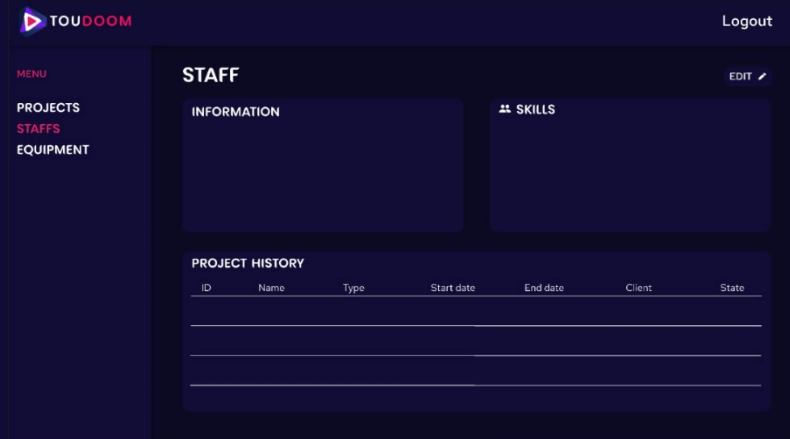 TOUDOOM
Logout
MENU
PROJECTS
STAFFS
EQUIPMENT
STAFF
EDIT
INFORMATION
SKILLS
PROJECT HISTORY
ID Name Type Start date End date Client State